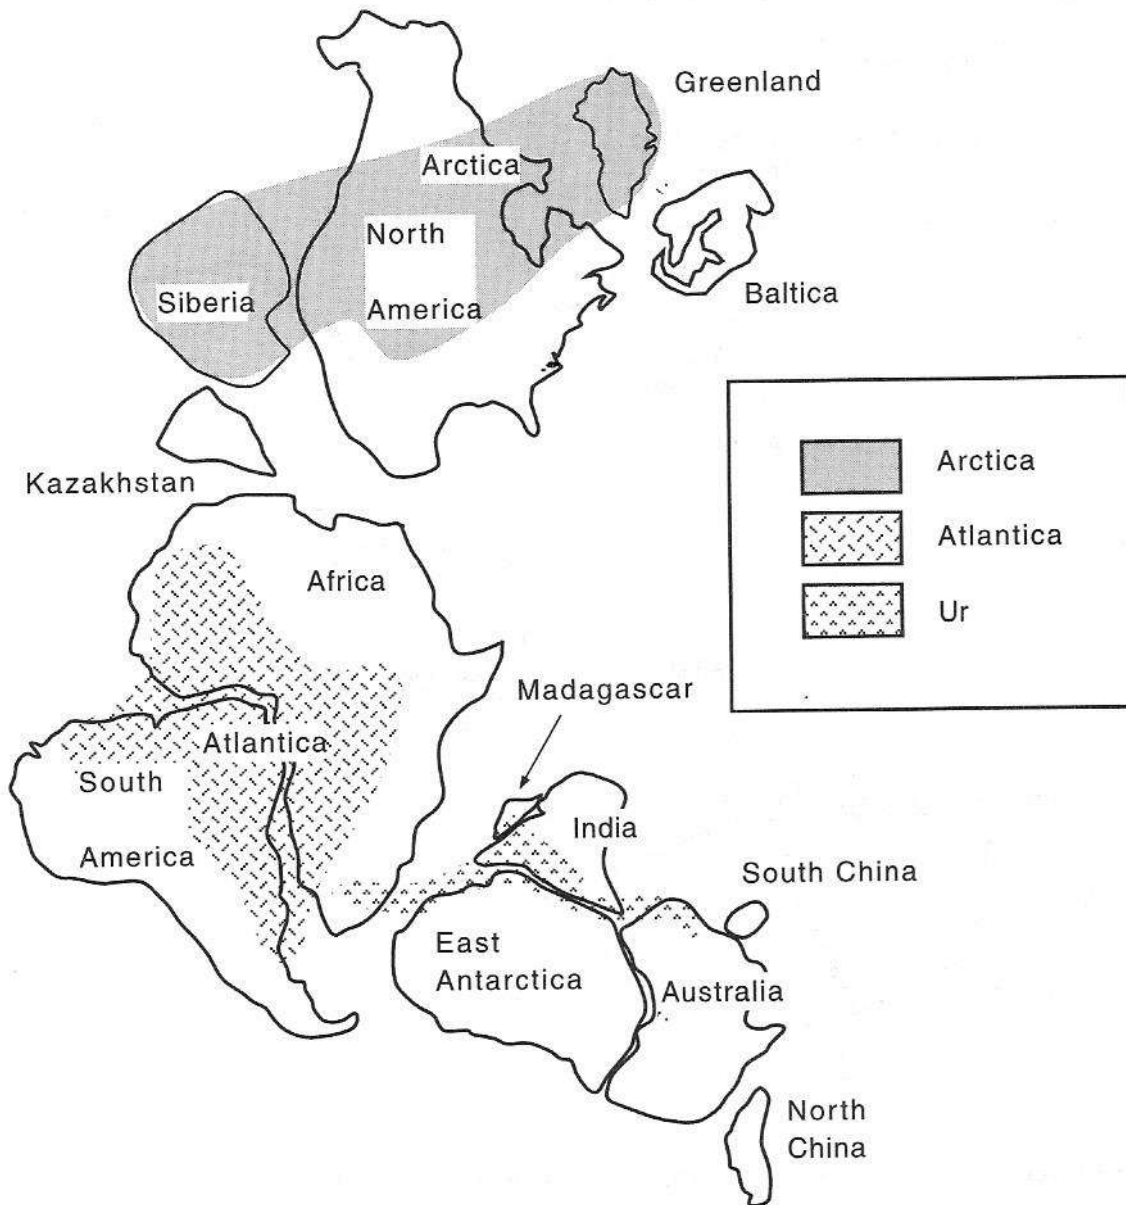 Greenland
Arctica
North
America
Siberia
Baltica
Kazakhstan
Arctica
Atlantica
Ur
Africa
Madagascar
Atlantica
South
America
India
South China
East
Antarctica
Australia
North
China